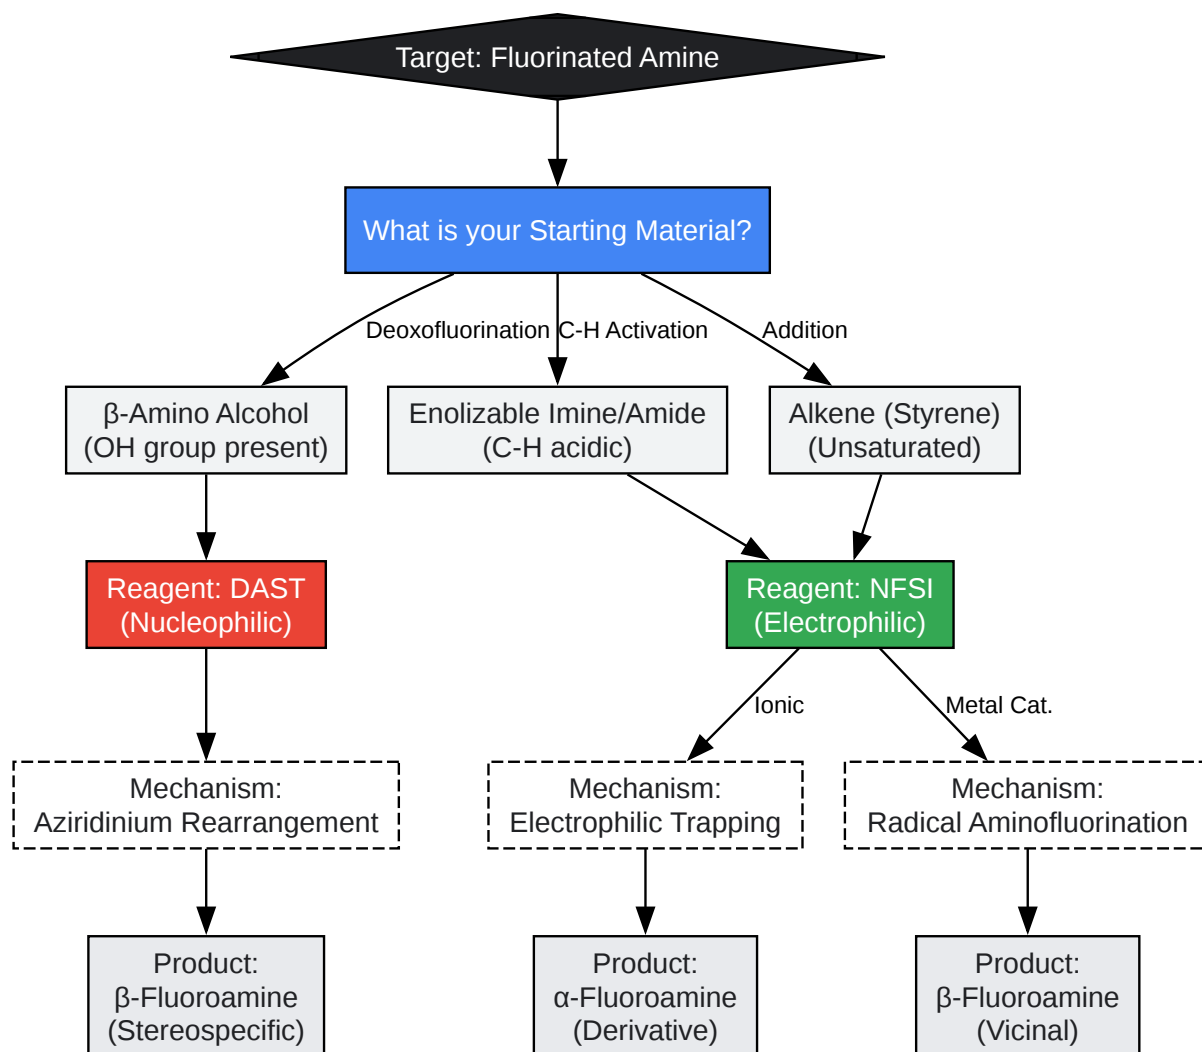 Target: Fluorinated Amine
What is your Starting Material?
Deoxofluorination
C-H Activation
Addition
β-Amino Alcohol
(OH group present)
Enolizable Imine/Amide
(C-H acidic)
Alkene (Styrene)
(Unsaturated)
Reagent: DAST
(Nucleophilic)
Reagent: NFSI
(Electrophilic)
Ionic
Metal Cat.
Mechanism:
Aziridinium Rearrangement
Mechanism:
Electrophilic Trapping
Mechanism:
Radical Aminofluorination
Product:
β-Fluoroamine
(Stereospecific)
Product:
α-Fluoroamine
(Derivative)
Product:
β-Fluoroamine
(Vicinal)